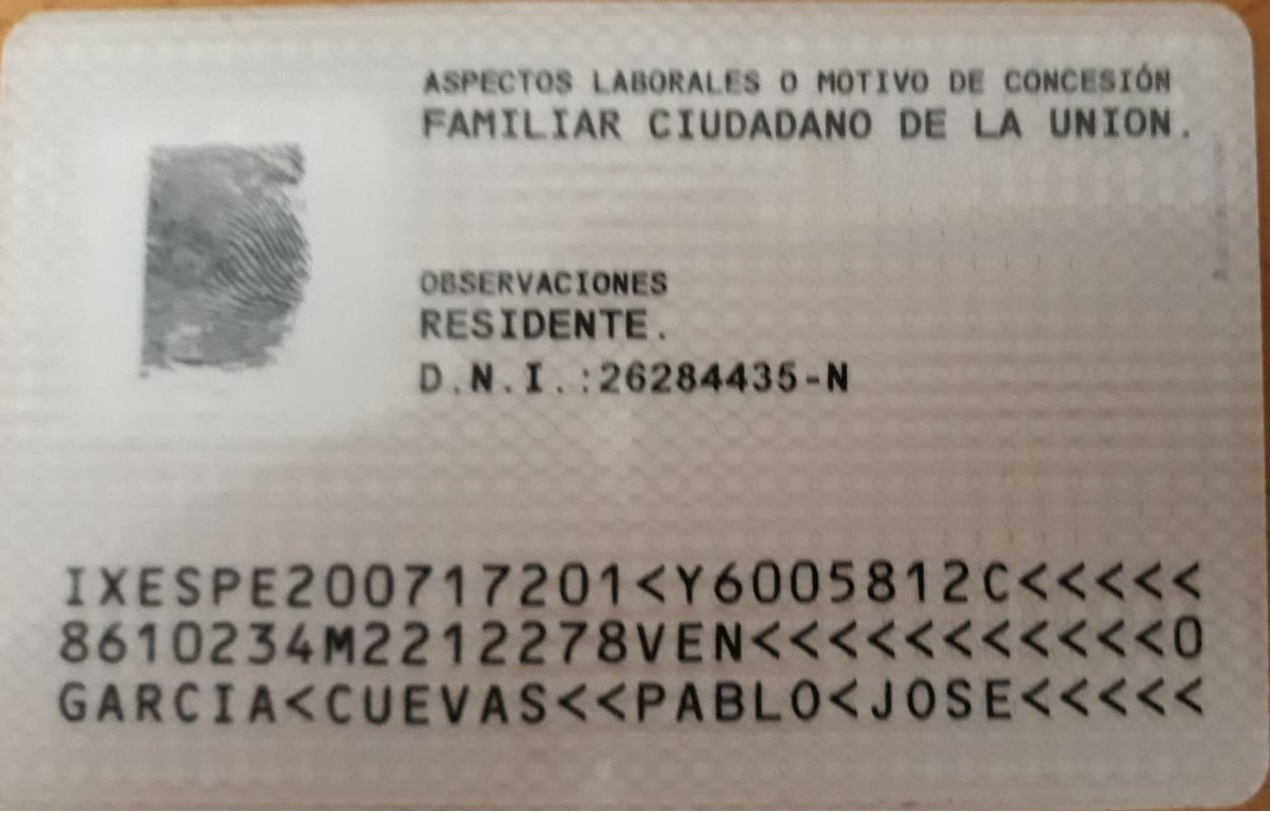 ASPECTOS LABORALES O MOTIVO DE CONCESIÓN
FAMILIAR CIUDADANO DE LA UNION.
OBSERVACIONES
RESIDENTE.
D.N.I.:26284435-N
IXESPE200717201<Y6005812C<<<<<
8610234M2212278VEN<<<<<<<<<<<0
GARCIA<CUEVAS<<PABLO<JOSE<<<<<